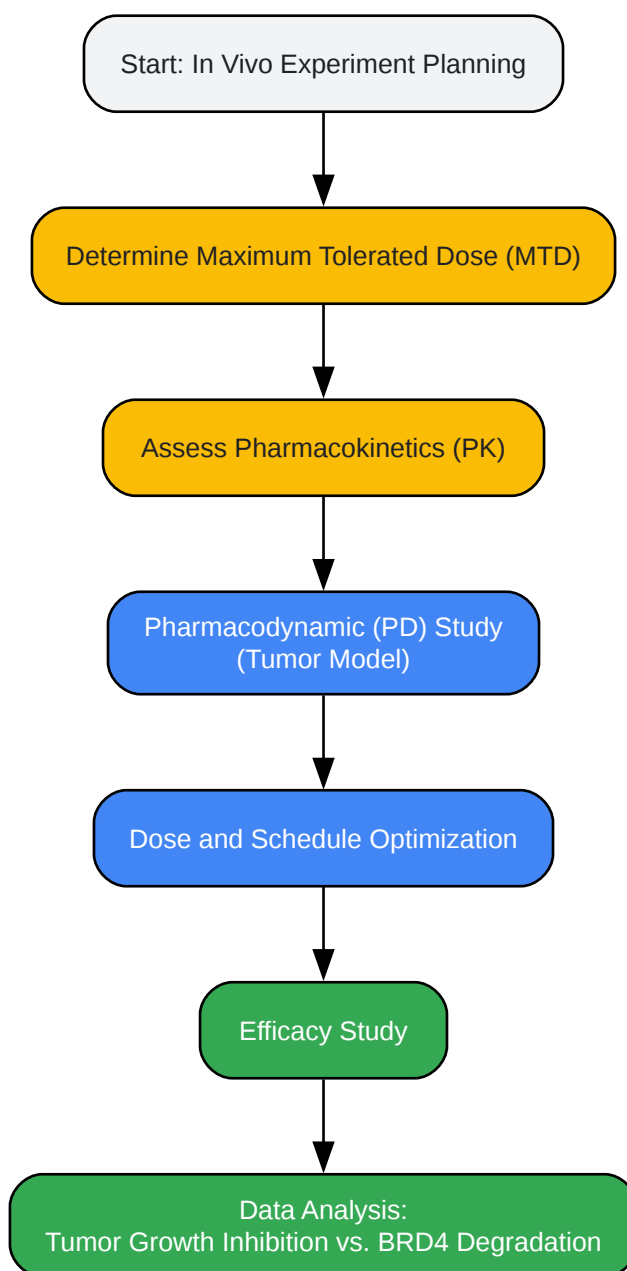 Start: In Vivo Experiment Planning
Determine Maximum Tolerated Dose (MTD)
Assess Pharmacokinetics (PK)
Pharmacodynamic (PD) Study
(Tumor Model)
Dose and Schedule Optimization
Efficacy Study
Data Analysis:
Tumor Growth Inhibition vs. BRD4 Degradation